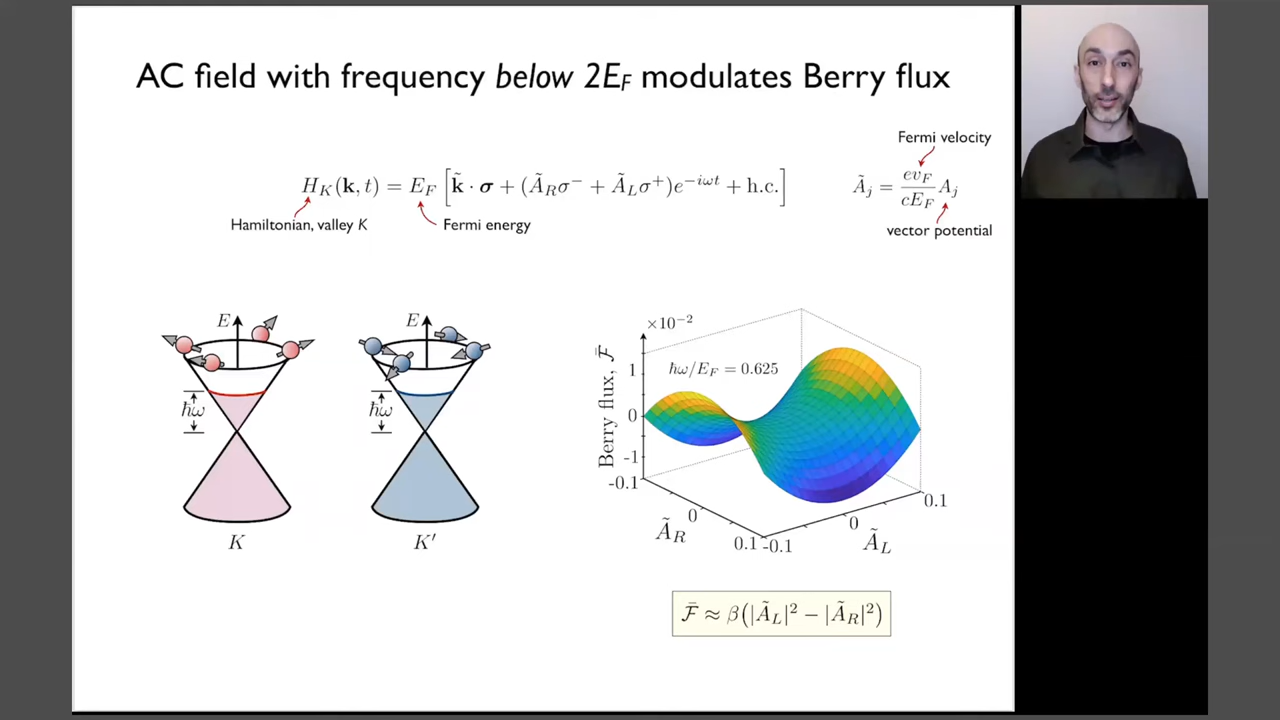 AC field with frequency below 2E_F modulates Berry flux
Fermi velocity
H_K(k, t) = E_F [k̃ · σ + (Ã_Rσ⁻ + Ã_Lσ⁺)e^{−iωt} + h.c.]
Ã_j = ev_F/cE_F A_j
Hamiltonian, valley K
Fermi energy
vector potential
E
E
ħω
ħω
K
K′
×10⁻²
ħω/E_F = 0.625
Berry flux, F̄
1
0
-1
-0.1
0
0.1
Ã_R
-0.1
0
0.1
Ã_L
F̄ ≈ β(|Ã_L|² − |Ã_R|²)